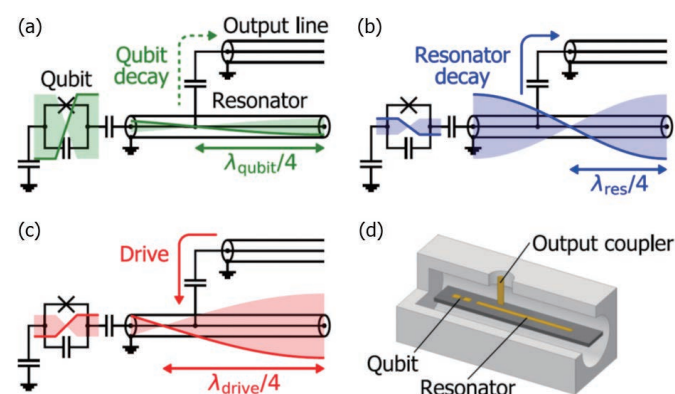 (a)
Output line
Qubit
decay
Qubit
Resonator
λqubit/4
(b)
Resonator
decay
λres/4
(c)
Drive
λdrive/4
(d)
Output coupler
Qubit
Resonator